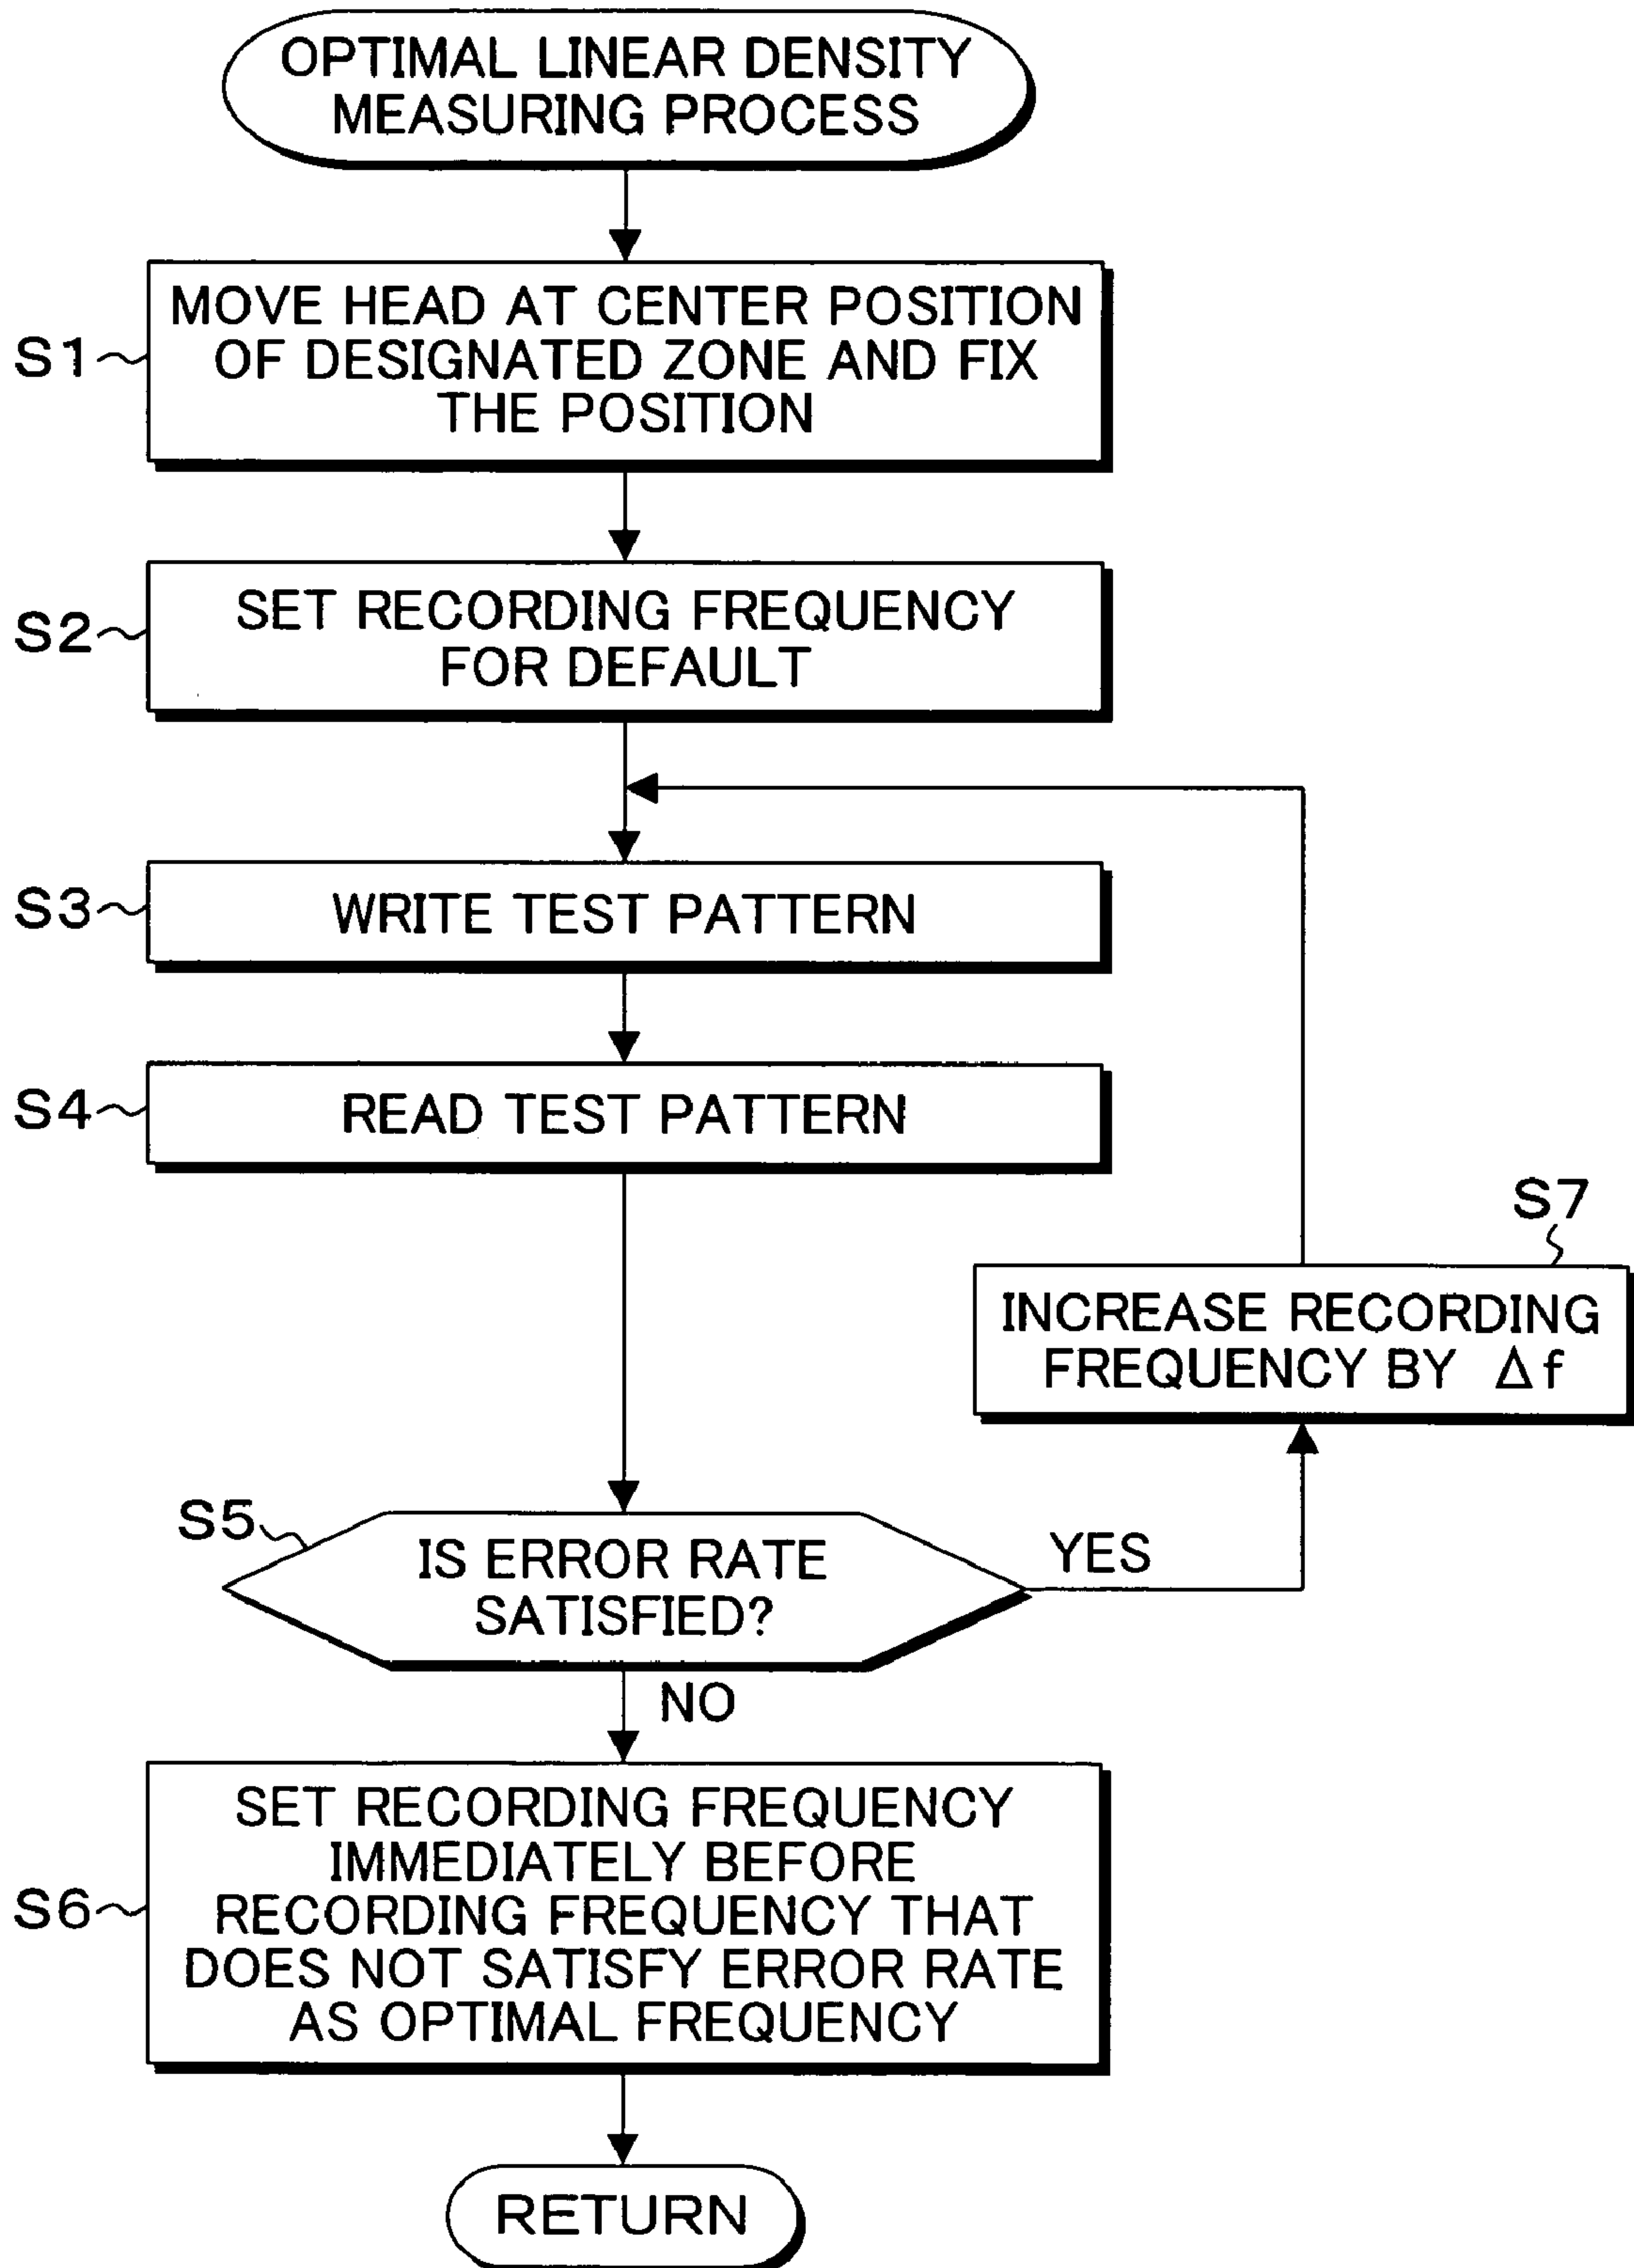 OPTIMAL LINEAR DENSITY
MEASURING PROCESS
S1
MOVE HEAD AT CENTER POSITION
OF DESIGNATED ZONE AND FIX
THE POSITION
S2
SET RECORDING FREQUENCY
FOR DEFAULT
S3
WRITE TEST PATTERN
S4
READ TEST PATTERN
S7
INCREASE RECORDING
FREQUENCY BY Δf
S5
IS ERROR RATE
SATISFIED?
YES
NO
S6
SET RECORDING FREQUENCY
IMMEDIATELY BEFORE
RECORDING FREQUENCY THAT
DOES NOT SATISFY ERROR RATE
AS OPTIMAL FREQUENCY
RETURN